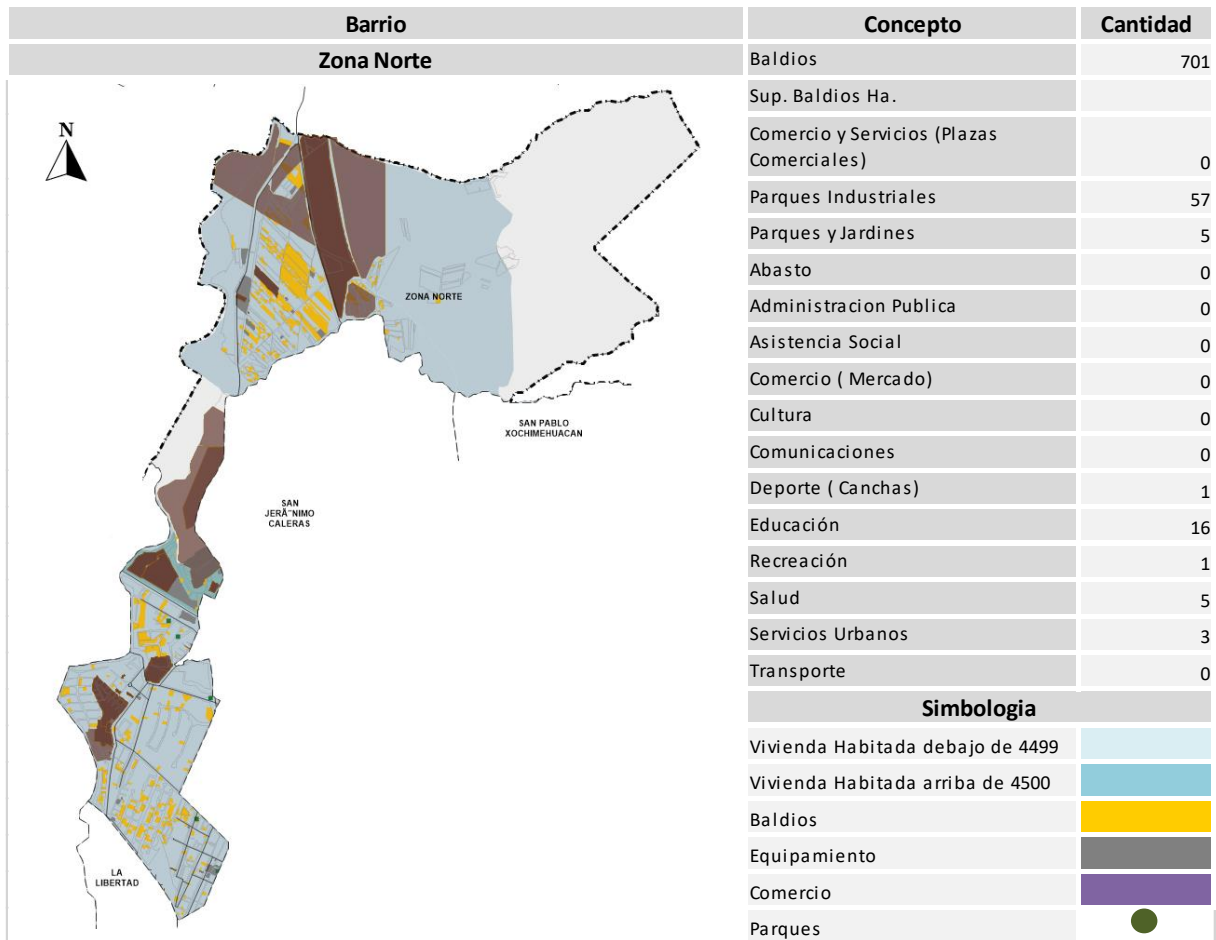 Barrio
Zona Norte
N
ZONA NORTE
SAN PABLO
XOCHIMEHUACAN
SAN
JERÃ“NIMO
CALERAS
LA
LIBERTAD
Concepto Cantidad
Baldios 701
Sup. Baldios Ha.
Comercio y Servicios (Plazas
Comerciales) 0
Parques Industriales 57
Parques y Jardines 5
Abasto 0
Administracion Publica 0
Asistencia Social 0
Comercio ( Mercado) 0
Cultura 0
Comunicaciones 0
Deporte ( Canchas) 1
Educación 16
Recreación 1
Salud 5
Servicios Urbanos 3
Transporte 0
Simbologia
Vivienda Habitada debajo de 4499
Vivienda Habitada arriba de 4500
Baldios
Equipamiento
Comercio
Parques